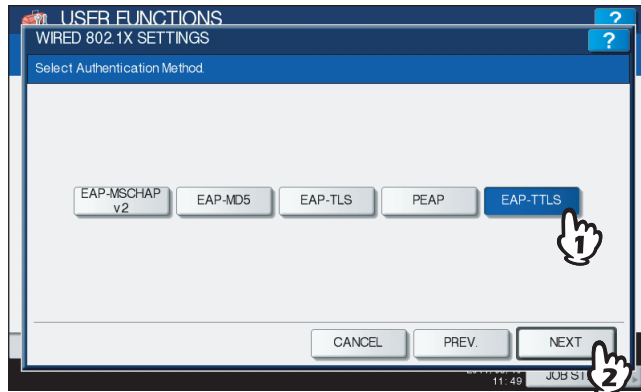 USER FUNCTIONS
?
WIRED 802.1X SETTINGS
?
Select Authentication Method.
EAP-MSCHAP
v2
EAP-MD5
EAP-TLS
PEAP
EAP-TTLS
1
CANCEL
PREV.
NEXT
2
11:49
JOB